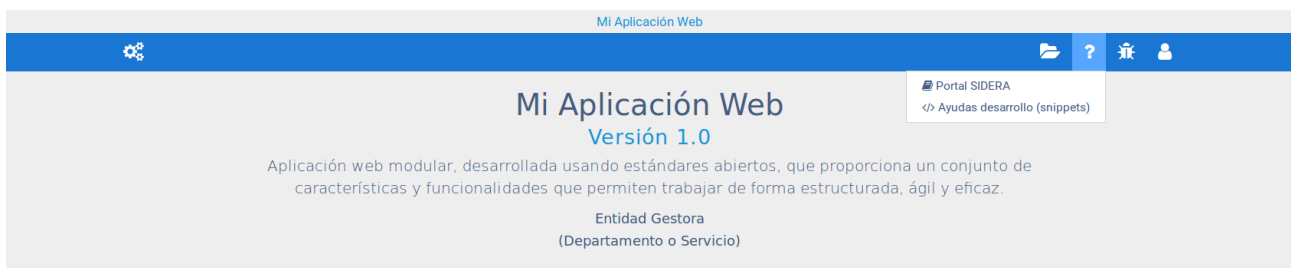 Mi Aplicación Web
?
Portal SIDERA
</> Ayudas desarrollo (snippets)
Mi Aplicación Web
Versión 1.0
Aplicación web modular, desarrollada usando estándares abiertos, que proporciona un conjunto de
características y funcionalidades que permiten trabajar de forma estructurada, ágil y eficaz.
Entidad Gestora
(Departamento o Servicio)